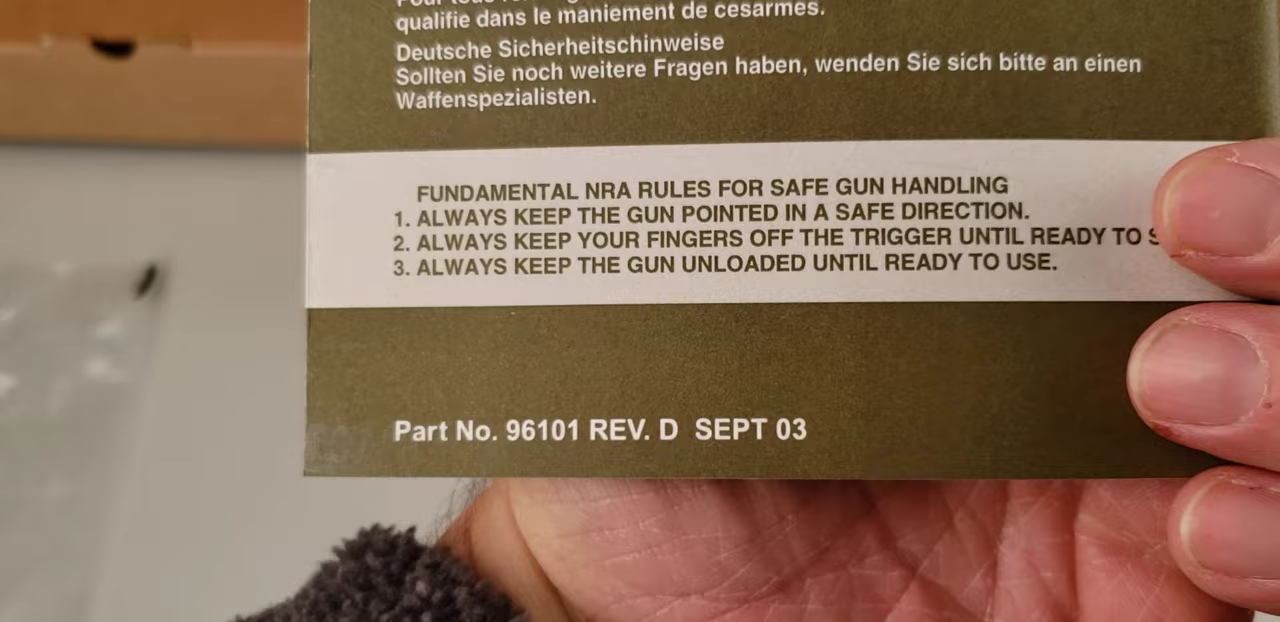 qualifie dans le maniement de cesarmes.
Deutsche Sicherheitschinweise
Sollten Sie noch weitere Fragen haben, wenden Sie sich bitte an einen
Waffenspezialisten.
FUNDAMENTAL NRA RULES FOR SAFE GUN HANDLING
1. ALWAYS KEEP THE GUN POINTED IN A SAFE DIRECTION.
2. ALWAYS KEEP YOUR FINGERS OFF THE TRIGGER UNTIL READY TO
3. ALWAYS KEEP THE GUN UNLOADED UNTIL READY TO USE.
Part No. 96101 REV. D SEPT 03